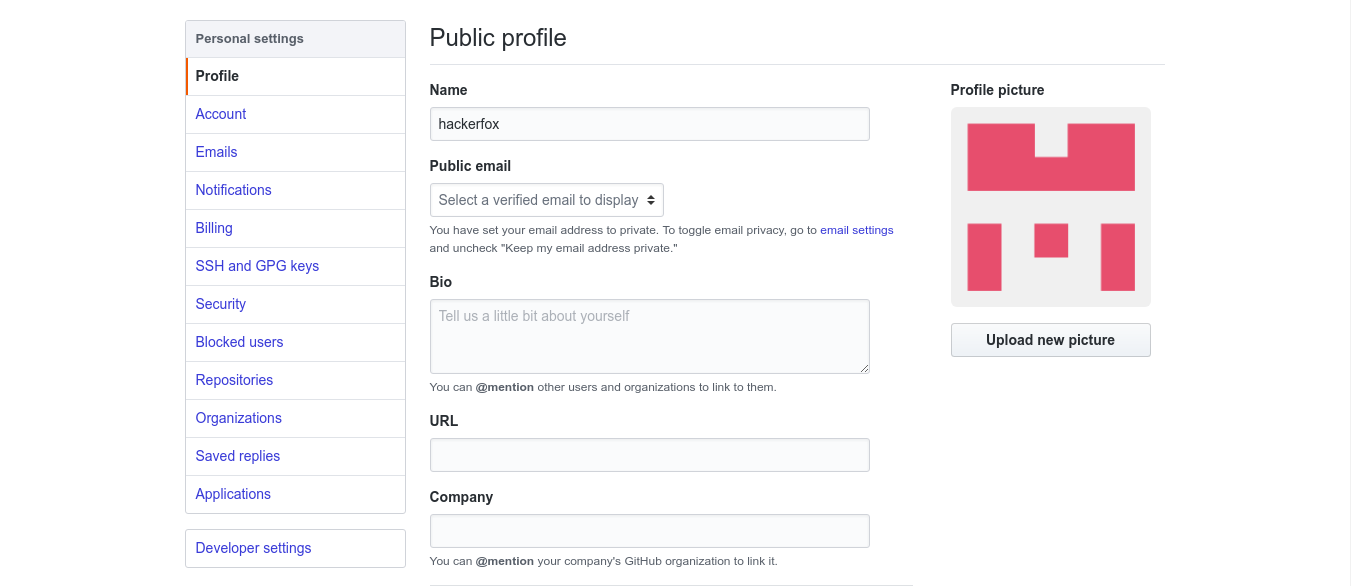 Personal settings
Profile
Account
Emails
Notifications
Billing
SSH and GPG keys
Security
Blocked users
Repositories
Organizations
Saved replies
Applications
Developer settings
Public profile
Name
hackerfox
Public email
Select a verified email to display
You have set your email address to private. To toggle email privacy, go to email settings
and uncheck "Keep my email address private."
Bio
Tell us a little bit about yourself
You can @mention other users and organizations to link to them.
URL
Company
You can @mention your company's GitHub organization to link it.
Profile picture
Upload new picture